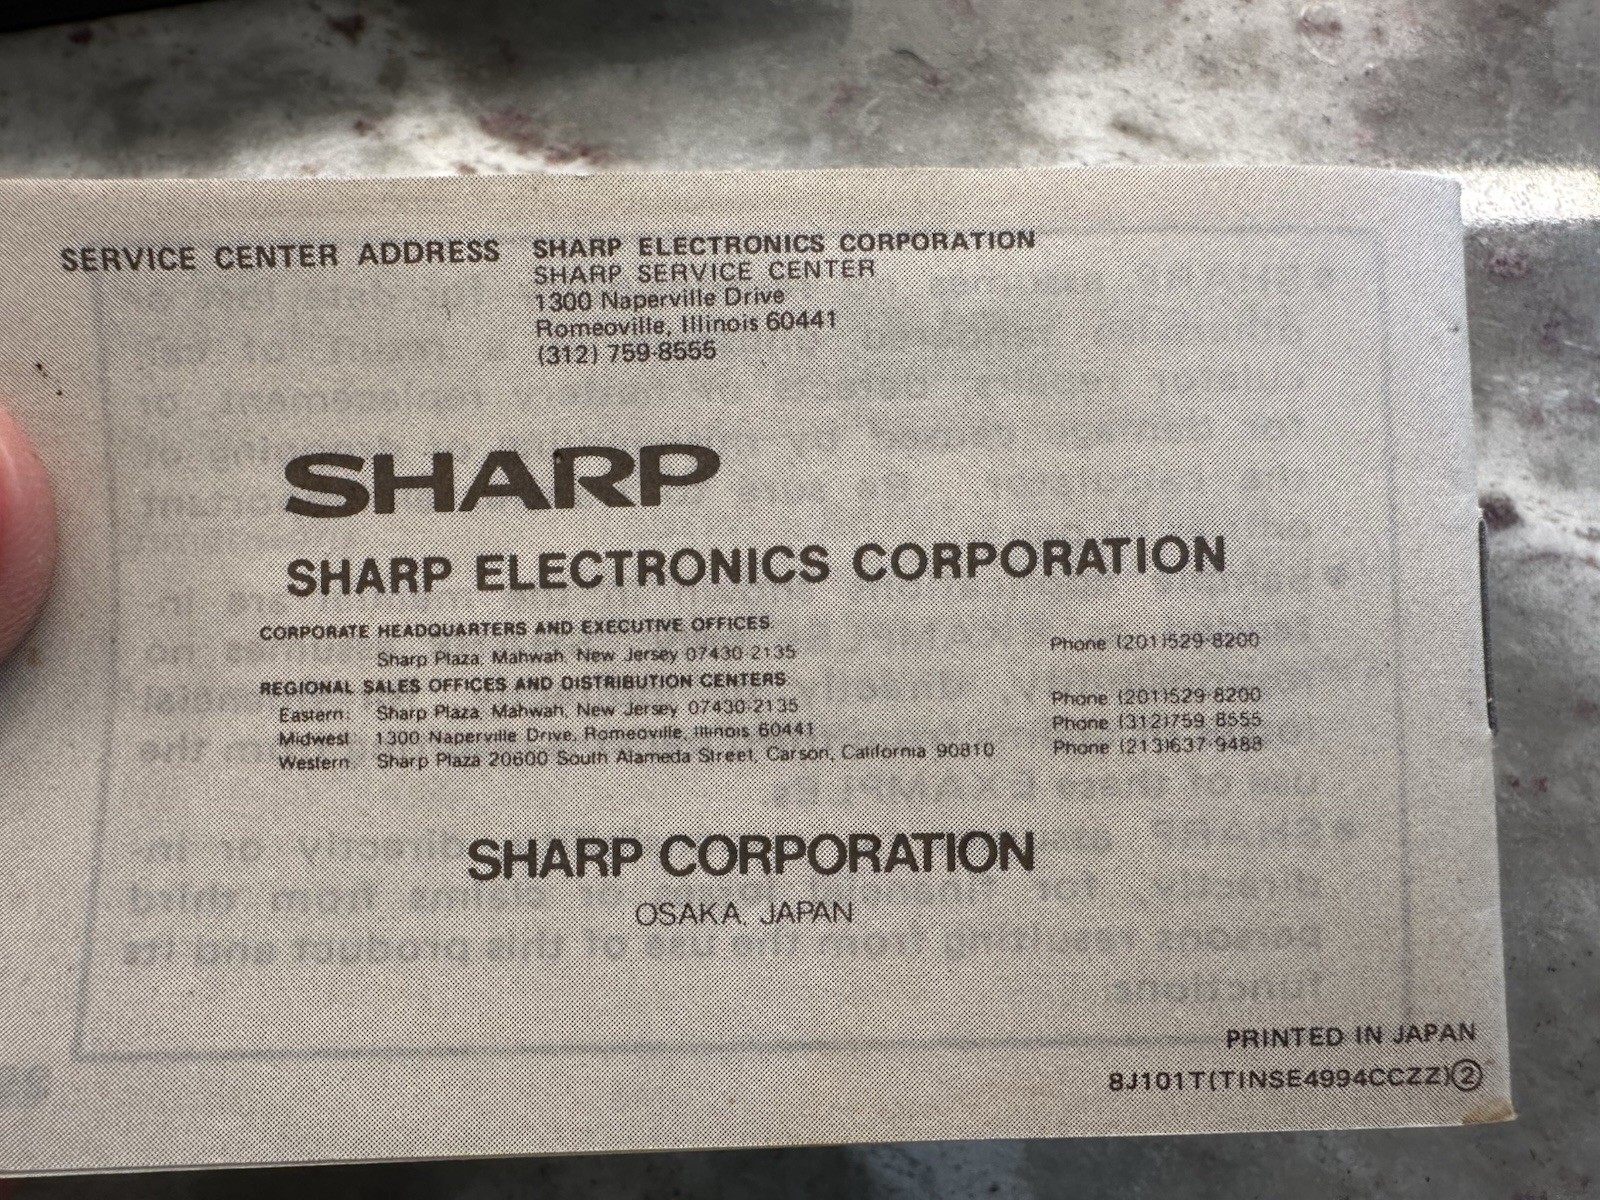 SERVICE CENTER ADDRESS SHARP ELECTRONICS CORPORATION
SHARP SERVICE CENTER
1300 Naperville Drive
Romeoville, Illinois 60441
(312) 759-8555
SHARP
SHARP ELECTRONICS CORPORATION
CORPORATE HEADQUARTERS AND EXECUTIVE OFFICES
Sharp Plaza, Mahwah, New Jersey 07430-2135 Phone (201)529-8200
REGIONAL SALES OFFICES AND DISTRIBUTION CENTERS
Eastern: Sharp Plaza, Mahwah, New Jersey 07430-2135 Phone (201)529-8200
Midwest: 1300 Naperville Drive, Romeoville, Illinois 60441 Phone (312)759-8555
Western: Sharp Plaza 20600 South Alameda Street, Carson, California 90810 Phone (213)637-9488
SHARP CORPORATION
OSAKA, JAPAN
PRINTED IN JAPAN
8J101T(TINSE4994CCZZ)②